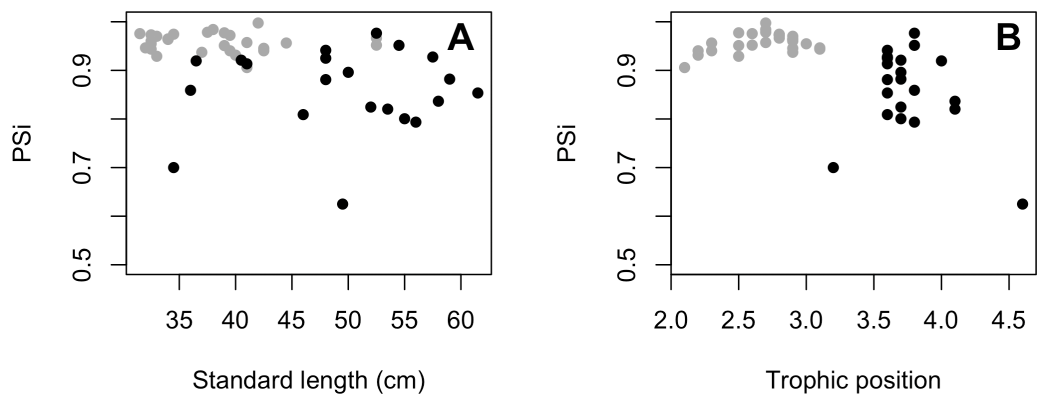 A
PSi
0.9
0.7
0.5
35 40 45 50 55 60
Standard length (cm)
B
PSi
0.9
0.7
0.5
2.0 2.5 3.0 3.5 4.0 4.5
Trophic position